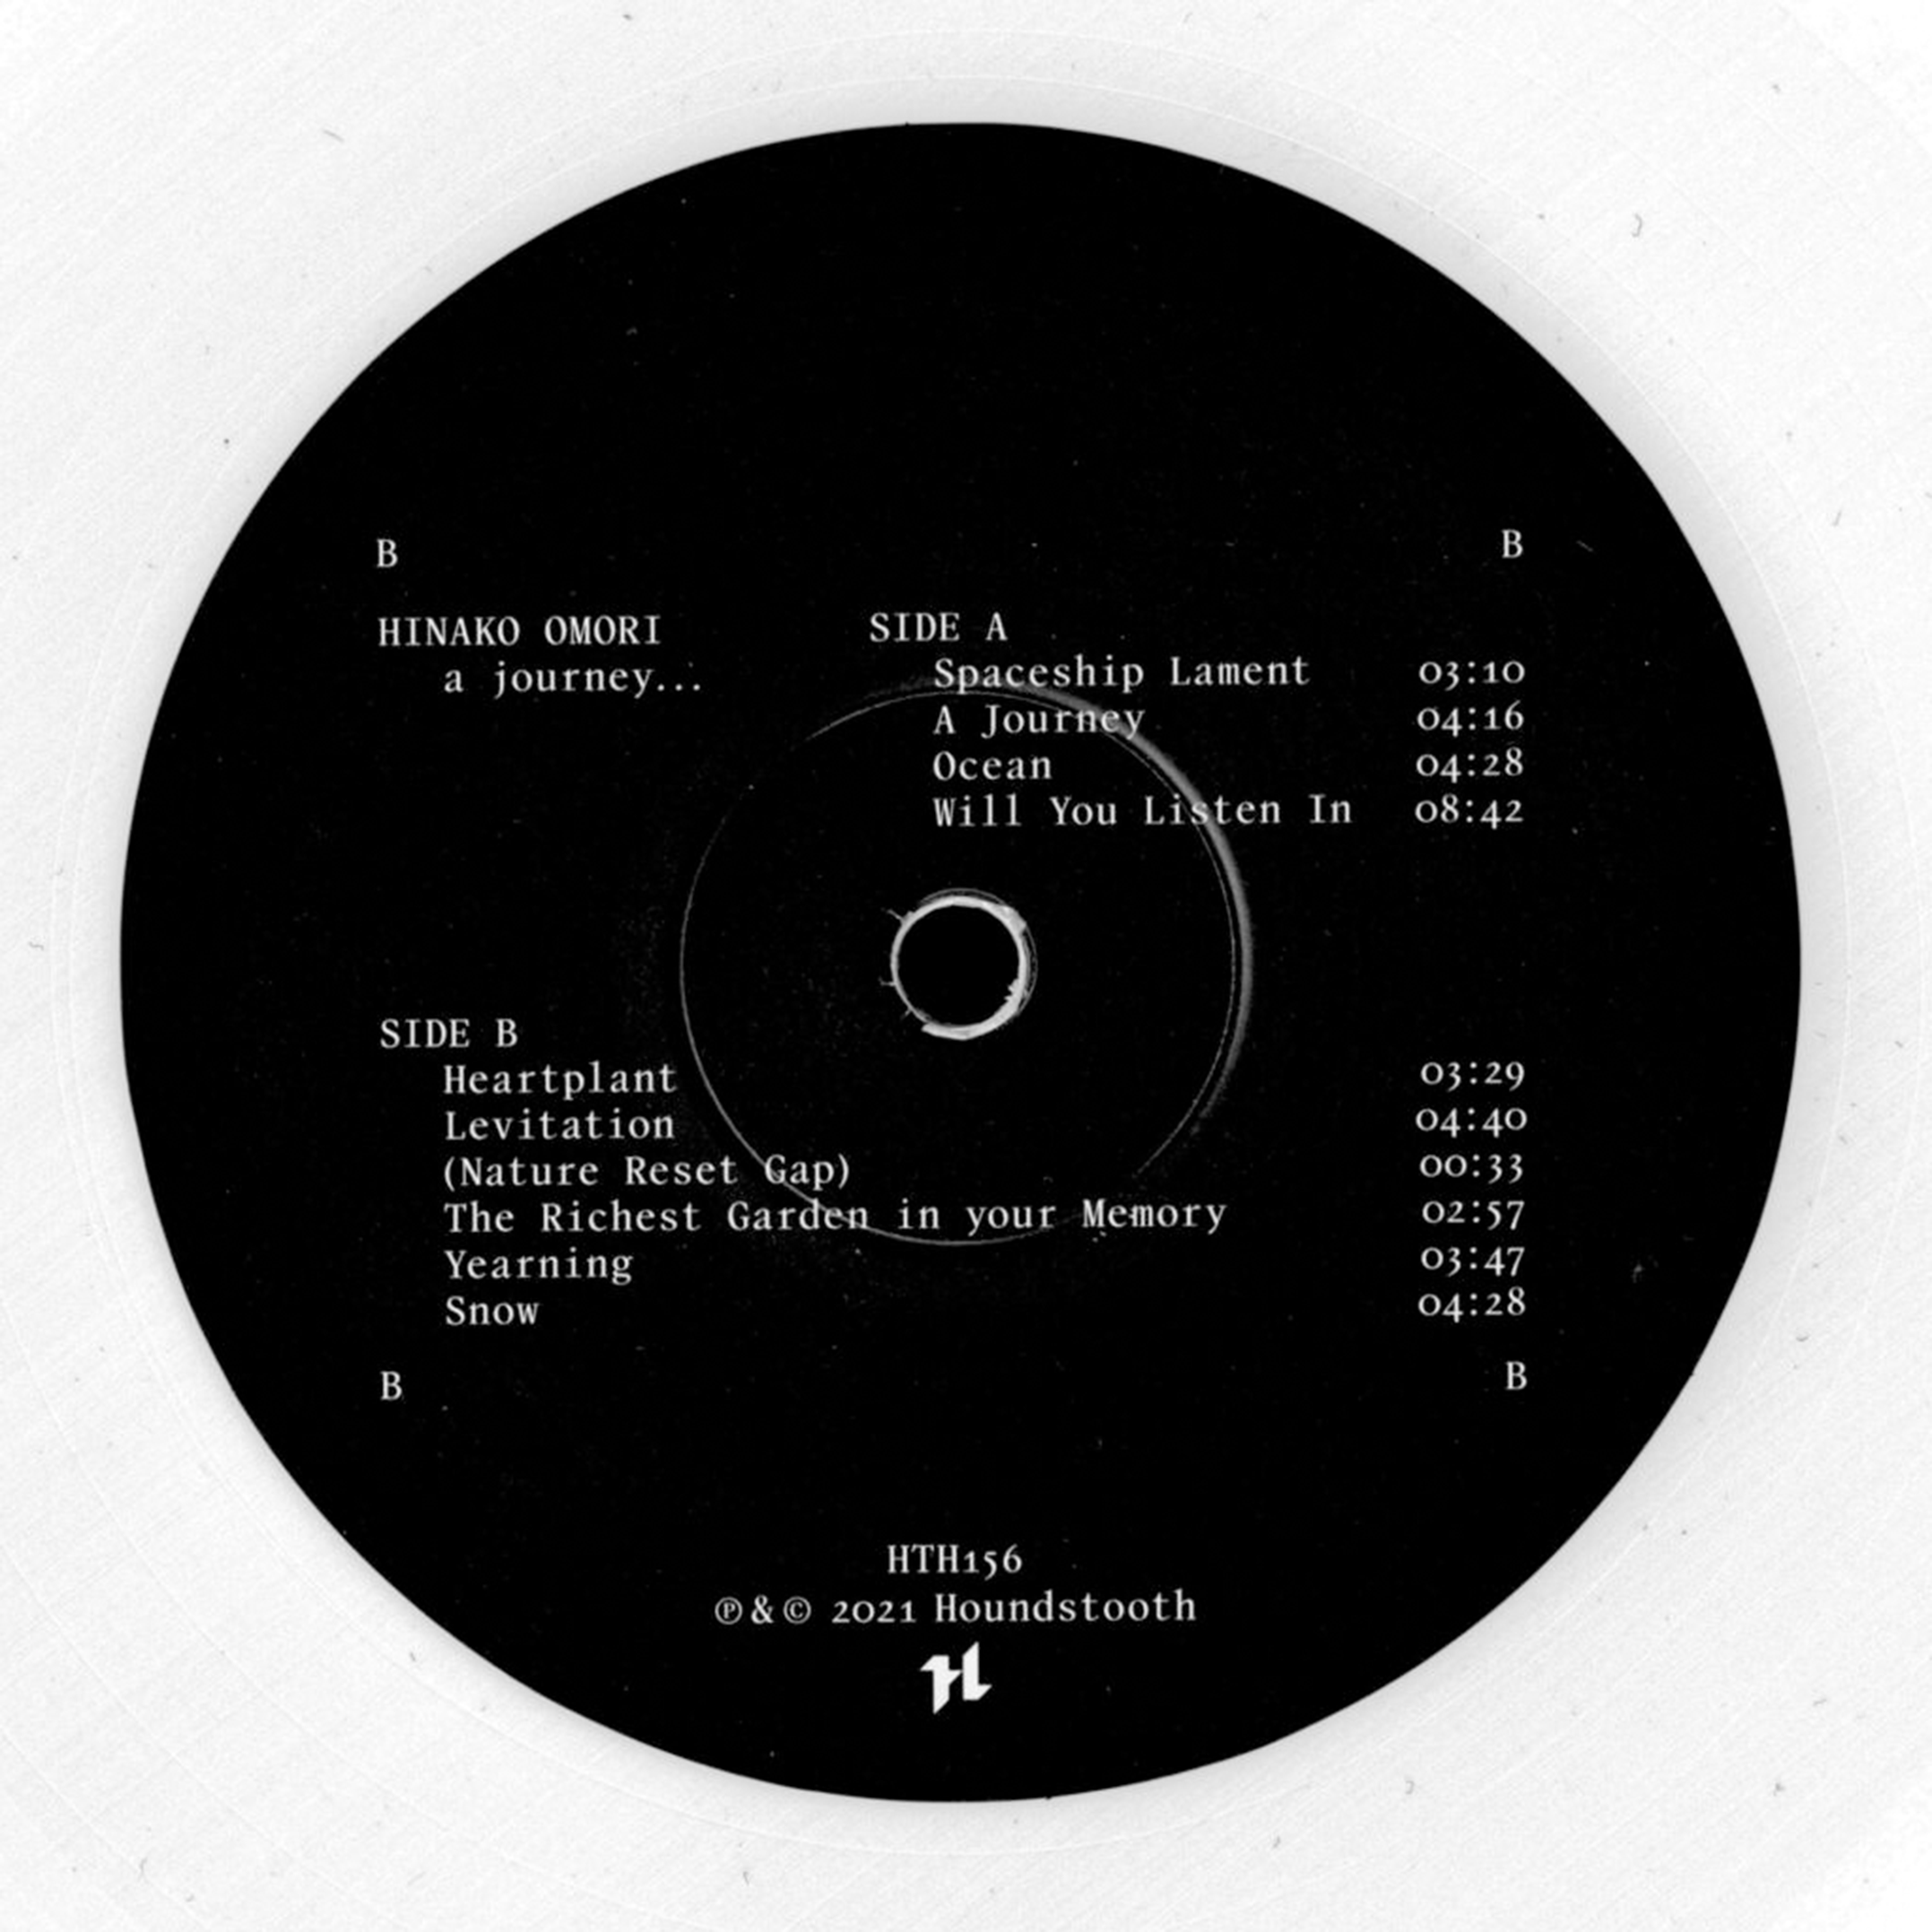 B B
HINAKO OMORI
a journey...
SIDE A
Spaceship Lament 03:10
A Journey 04:16
Ocean 04:28
Will You Listen In 08:42
SIDE B
Heartplant 03:29
Levitation 04:40
(Nature Reset Gap) 00:33
The Richest Garden in your Memory 02:57
Yearning 03:47
Snow 04:28
B B
HTH156
℗ & © 2021 Houndstooth